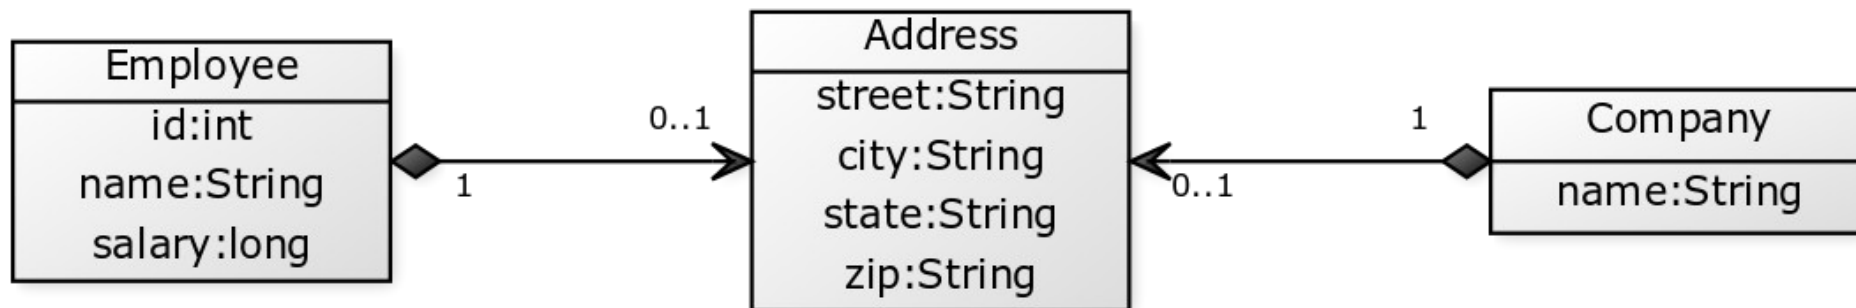 Employee
id:int
name:String
salary:long
1
0..1
Address
street:String
city:String
state:String
zip:String
0..1
1
Company
name:String